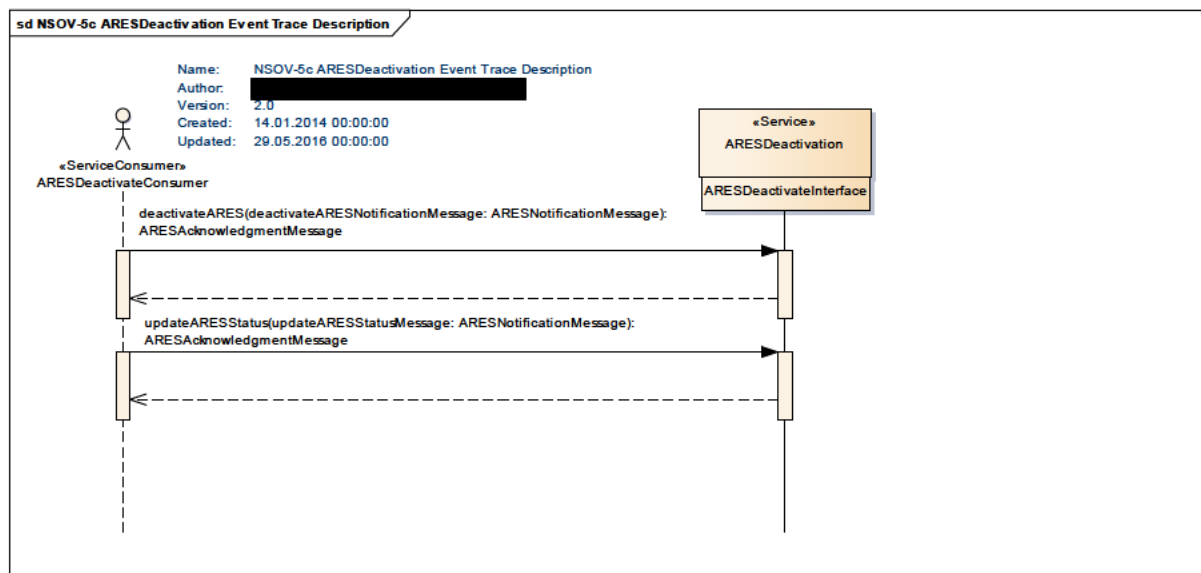 sd NSOV-5c ARESDeactivation Event Trace Description
Name: NSOV-5c ARESDeactivation Event Trace Description
Author:
Version: 2.0
Created: 14.01.2014 00:00:00
Updated: 29.05.2016 00:00:00
«ServiceConsumer»
ARESDeactivateConsumer
«Service»
ARESDeactivation
ARESDeactivateInterface
deactivateARES(deactivateARESNotificationMessage: ARESNotificationMessage):
ARESAcknowledgmentMessage
updateARESStatus(updateARESStatusMessage: ARESNotificationMessage):
ARESAcknowledgmentMessage